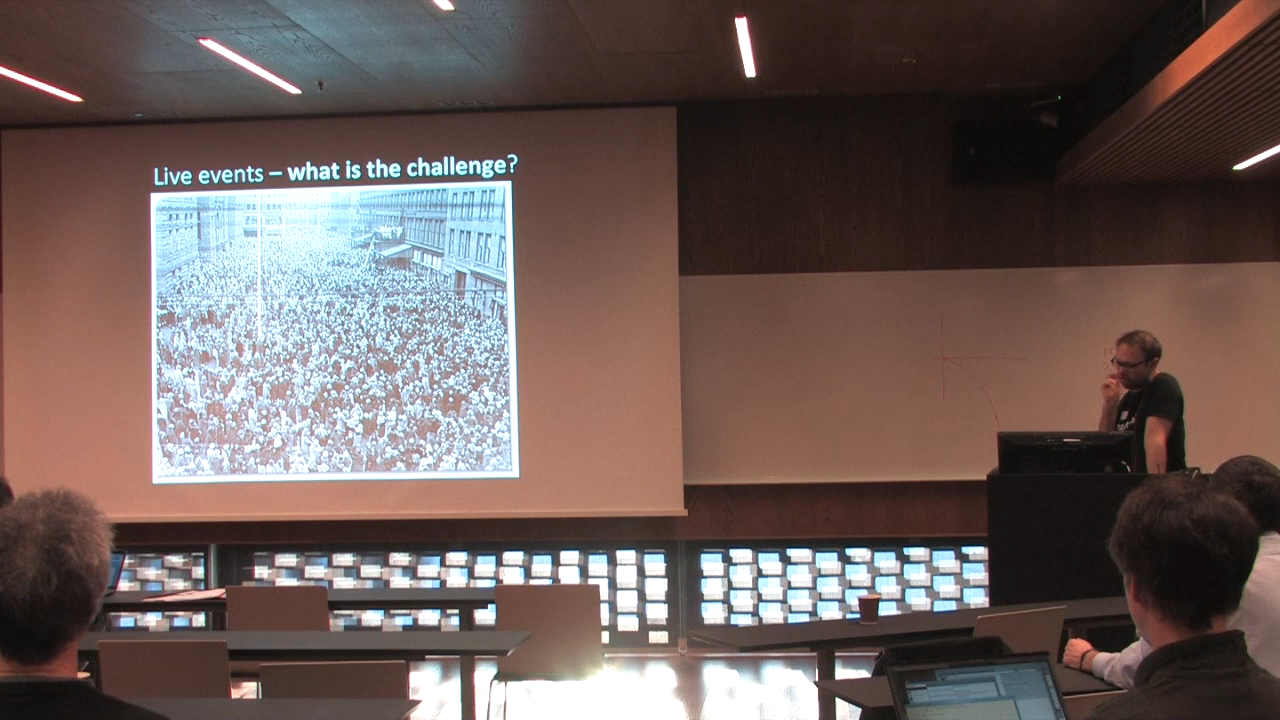 Live events – what is the challenge?